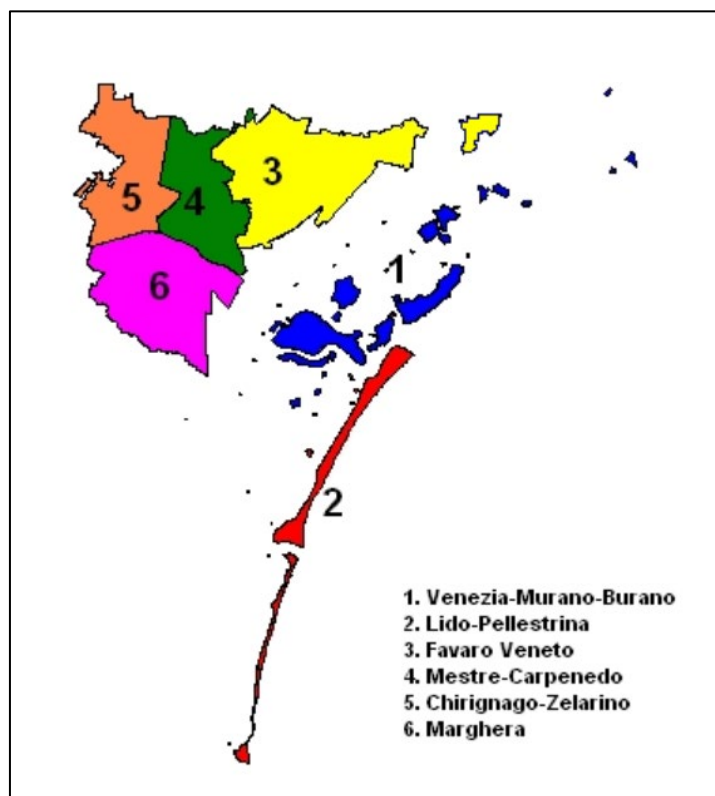 3
5
4
1
6
2
1. Venezia-Murano-Burano
2. Lido-Pellestrina
3. Favaro Veneto
4. Mestre-Carpenedo
5. Chirignago-Zelarino
6. Marghera